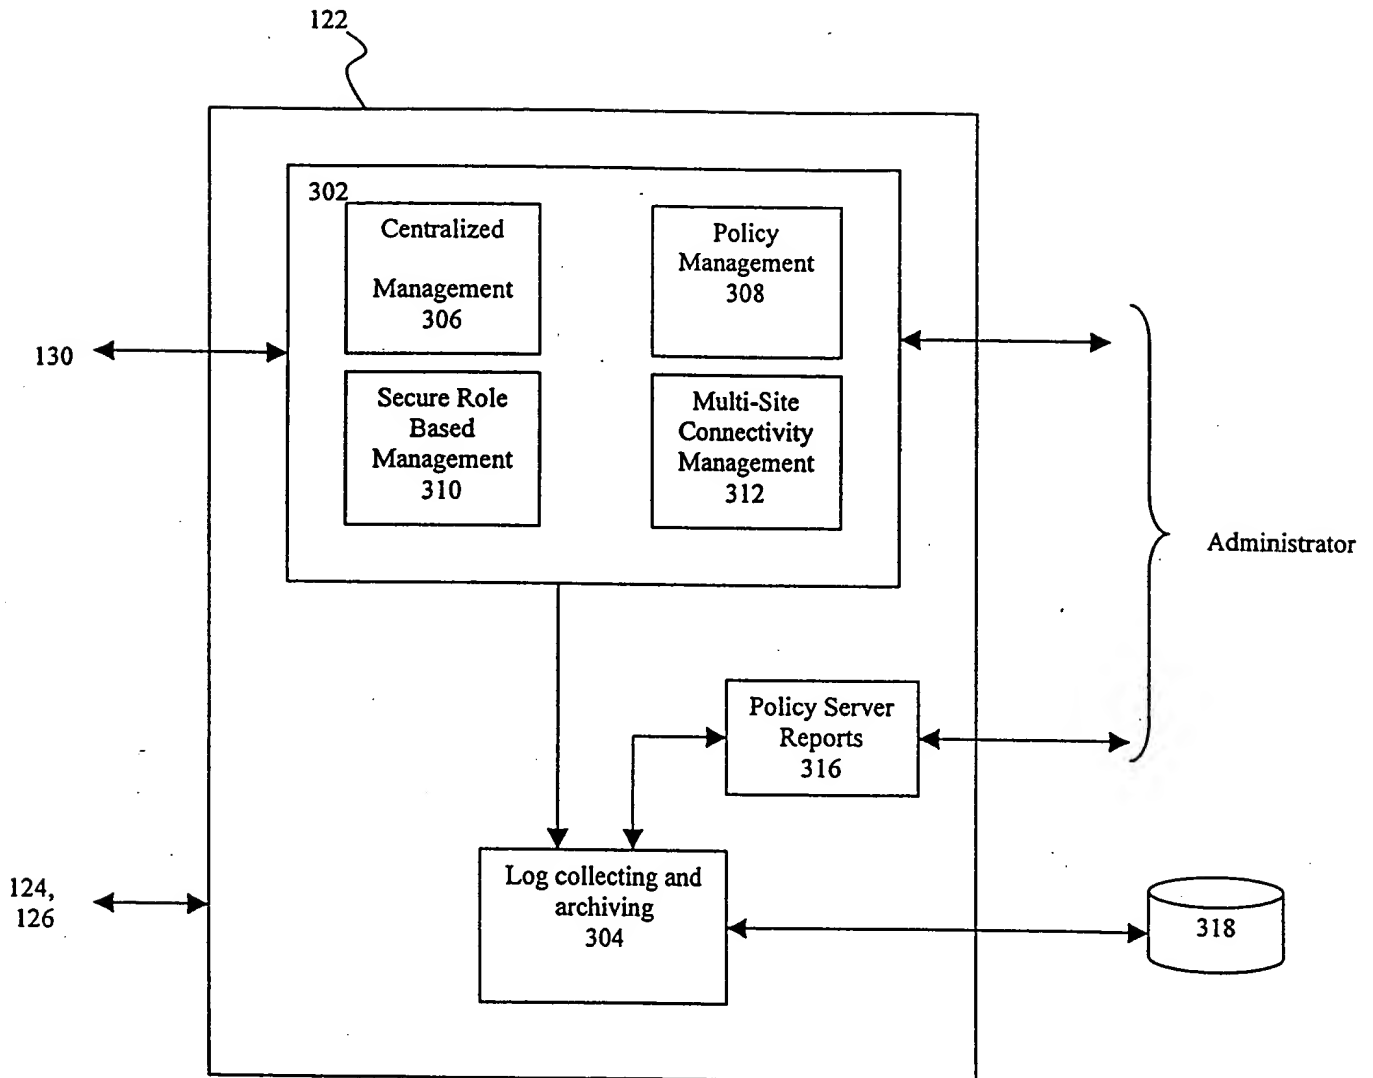 122
302
Centralized
Management
306
Policy
Management
308
130
Secure Role
Based
Management
310
Multi-Site
Connectivity
Management
312
Administrator
Policy Server
Reports
316
124,
126
Log collecting and
archiving
304
318